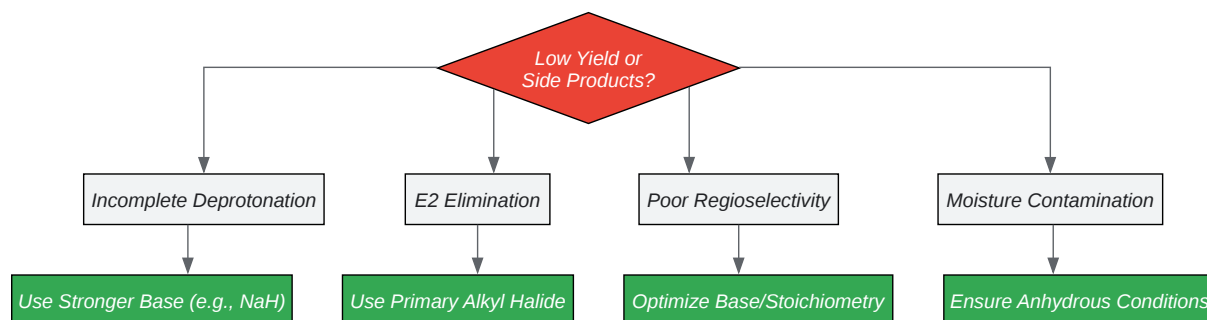 Low Yield or
Side Products?
Incomplete Deprotonation
E2 Elimination
Poor Regioselectivity
Moisture Contamination
Use Stronger Base (e.g., NaH)
Use Primary Alkyl Halide
Optimize Base/Stoichiometry
Ensure Anhydrous Conditions